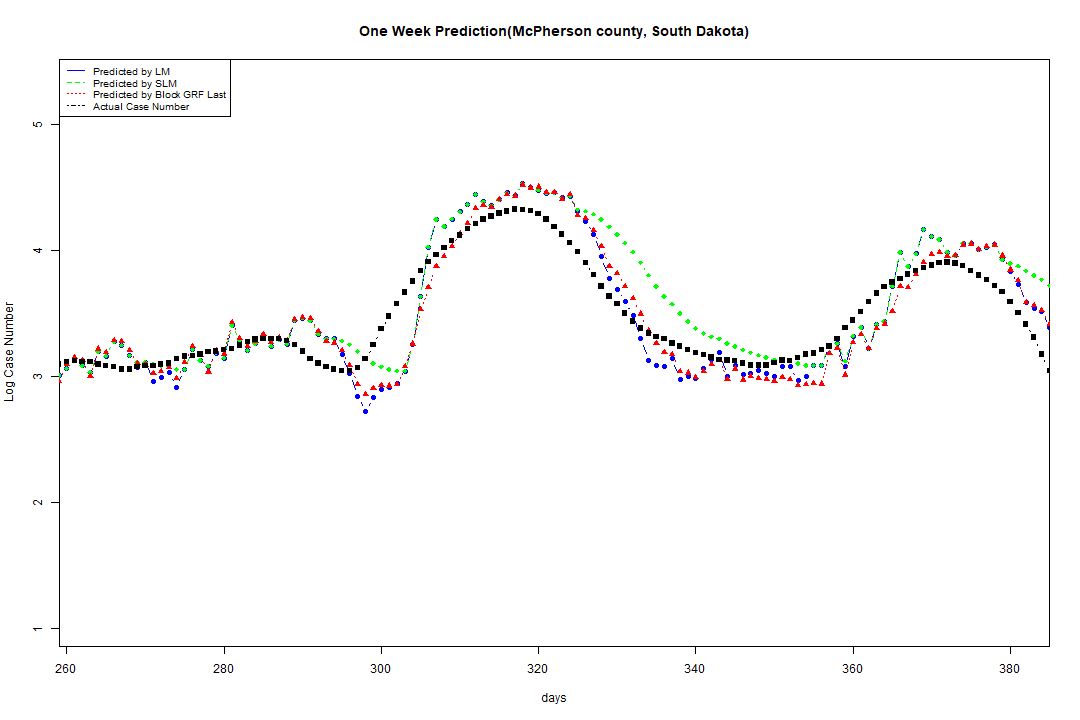 One Week Prediction(McPherson county, South Dakota)
Predicted by LM
Predicted by SLM
Predicted by Block GRF Last
Actual Case Number
5
4
3
2
1
Log Case Number
260 280 300 320 340 360 380
days